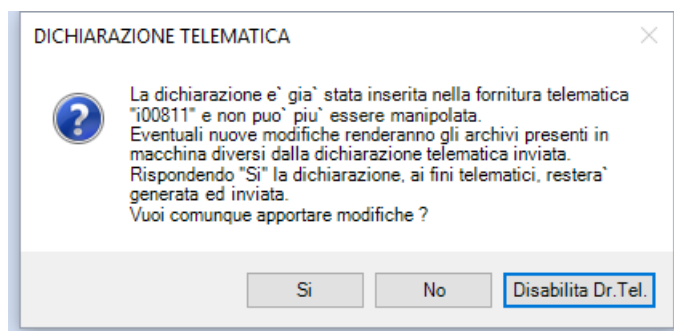 DICHIARAZIONE TELEMATICA
La dichiarazione e` gia` stata inserita nella fornitura telematica
"i00811" e non puo` piu` essere manipolata.
Eventuali nuove modifiche renderanno gli archivi presenti in
macchina diversi dalla dichiarazione telematica inviata.
Rispondendo "Si" la dichiarazione, ai fini telematici, restera`
generata ed inviata.
Vuoi comunque apportare modifiche ?
Si
No
Disabilita Dr.Tel.